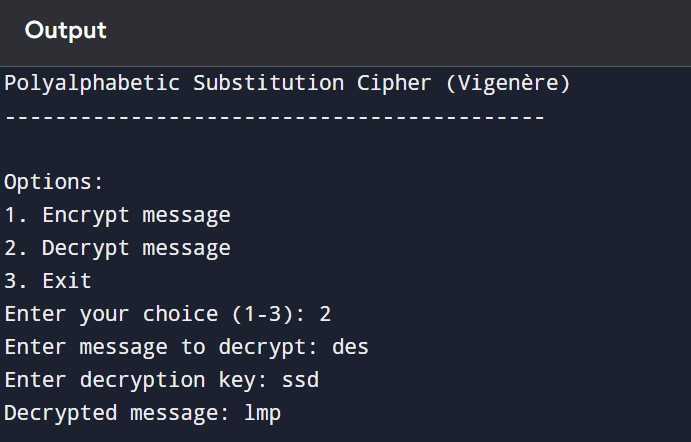 Output
Polyalphabetic Substitution Cipher (Vigenère)
-------------------------------------------
Options:
1. Encrypt message
2. Decrypt message
3. Exit
Enter your choice (1-3): 2
Enter message to decrypt: des
Enter decryption key: ssd
Decrypted message: lmp